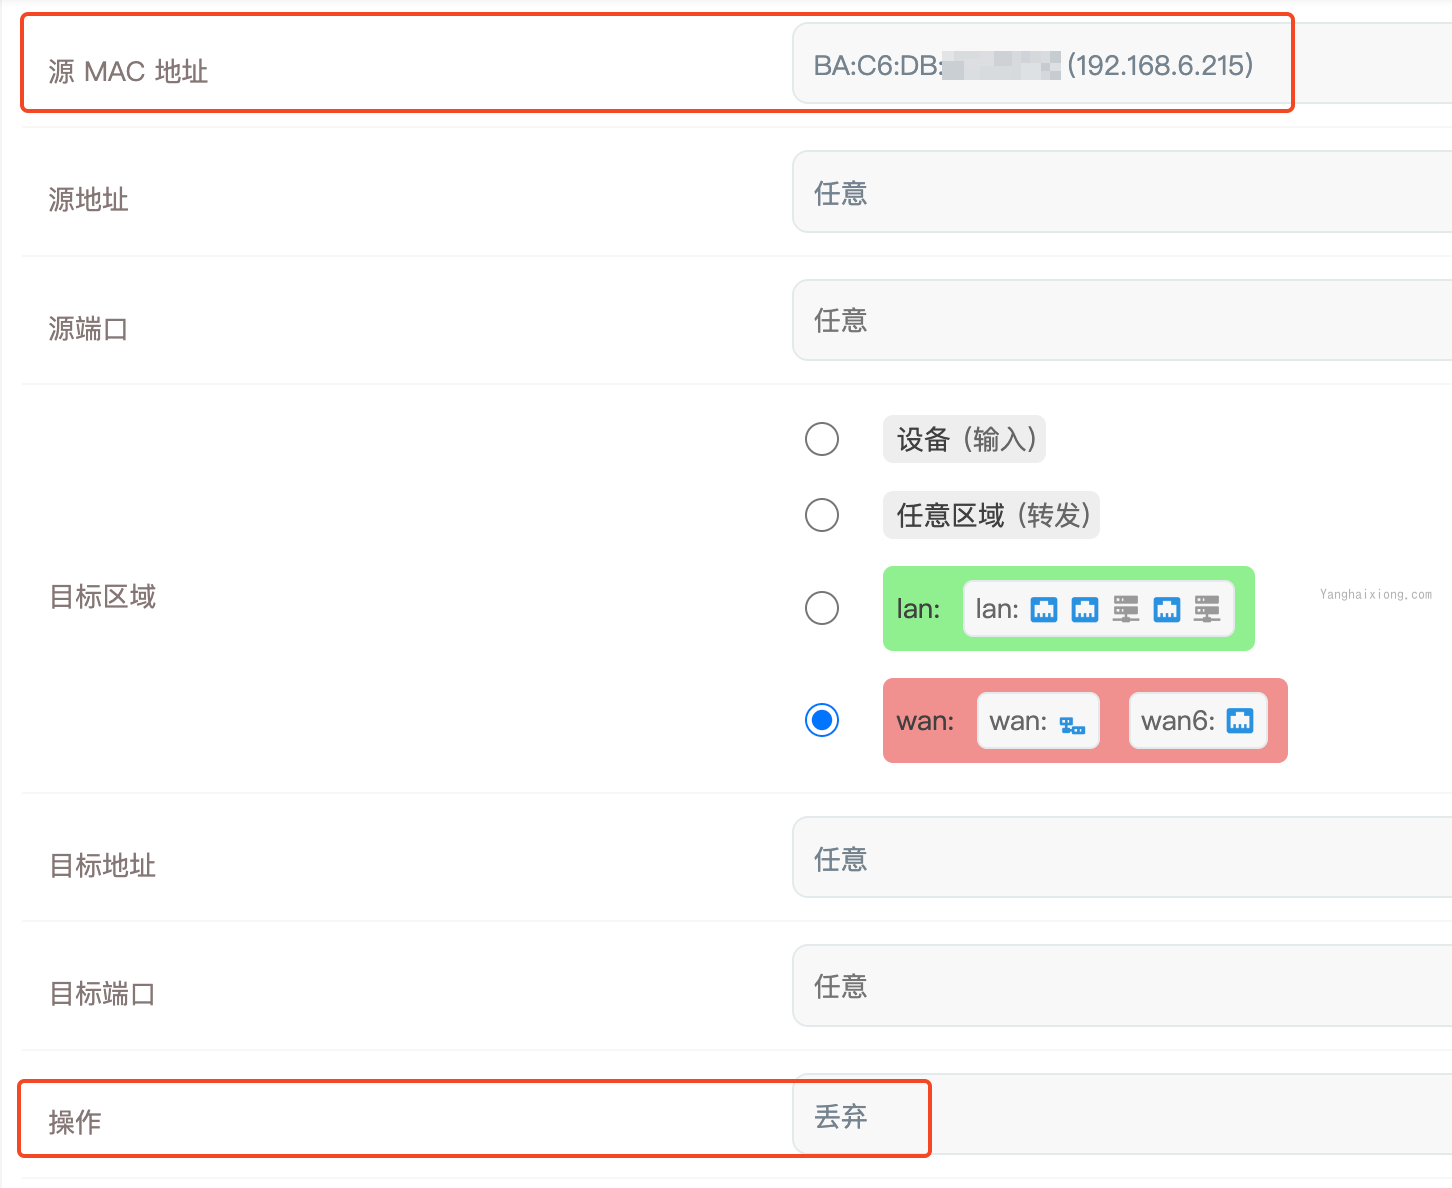 源 MAC 地址
BA:C6:DB: (192.168.6.215)
源地址
任意
源端口
任意
目标区域
设备 (输入)
任意区域 (转发)
lan: lan:
wan: wan: wan6:
Yanghaixiong.com
目标地址
任意
目标端口
任意
操作
丢弃